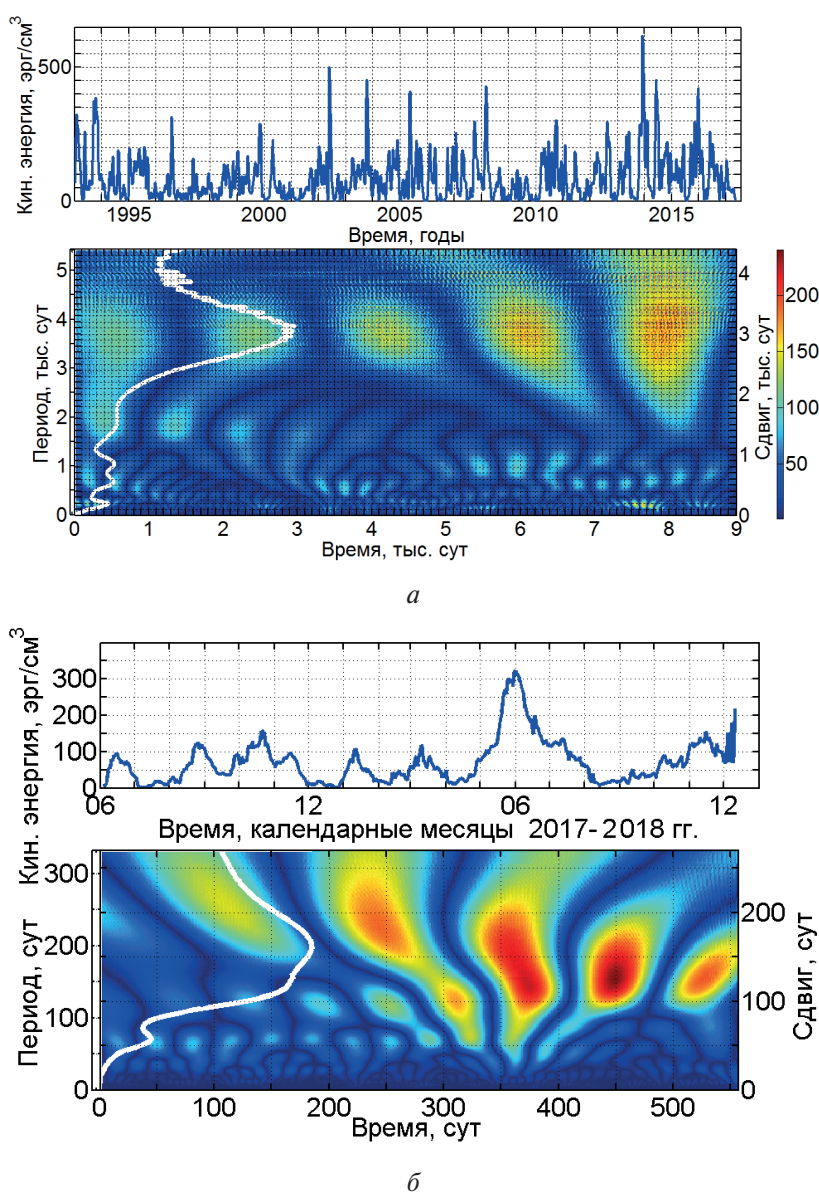 Кин. энергия, эрг/см³
500
0
1995 2000 2005 2010 2015
Время, годы
Период, тыс. сут
5
4
3
2
1
0
0 1 2 3 4 5 6 7 8 9
Время, тыс. сут
4
3
2
1
0
Сдвиг, тыс. сут
200
150
100
50
а
Кин. энергия, эрг/см³
300
200
100
0
06 12 06 12
Время, календарные месяцы 2017-2018 гг.
Период, сут
300
200
100
0
0 100 200 300 400 500
Время, сут
200
100
0
Сдвиг, сут
б